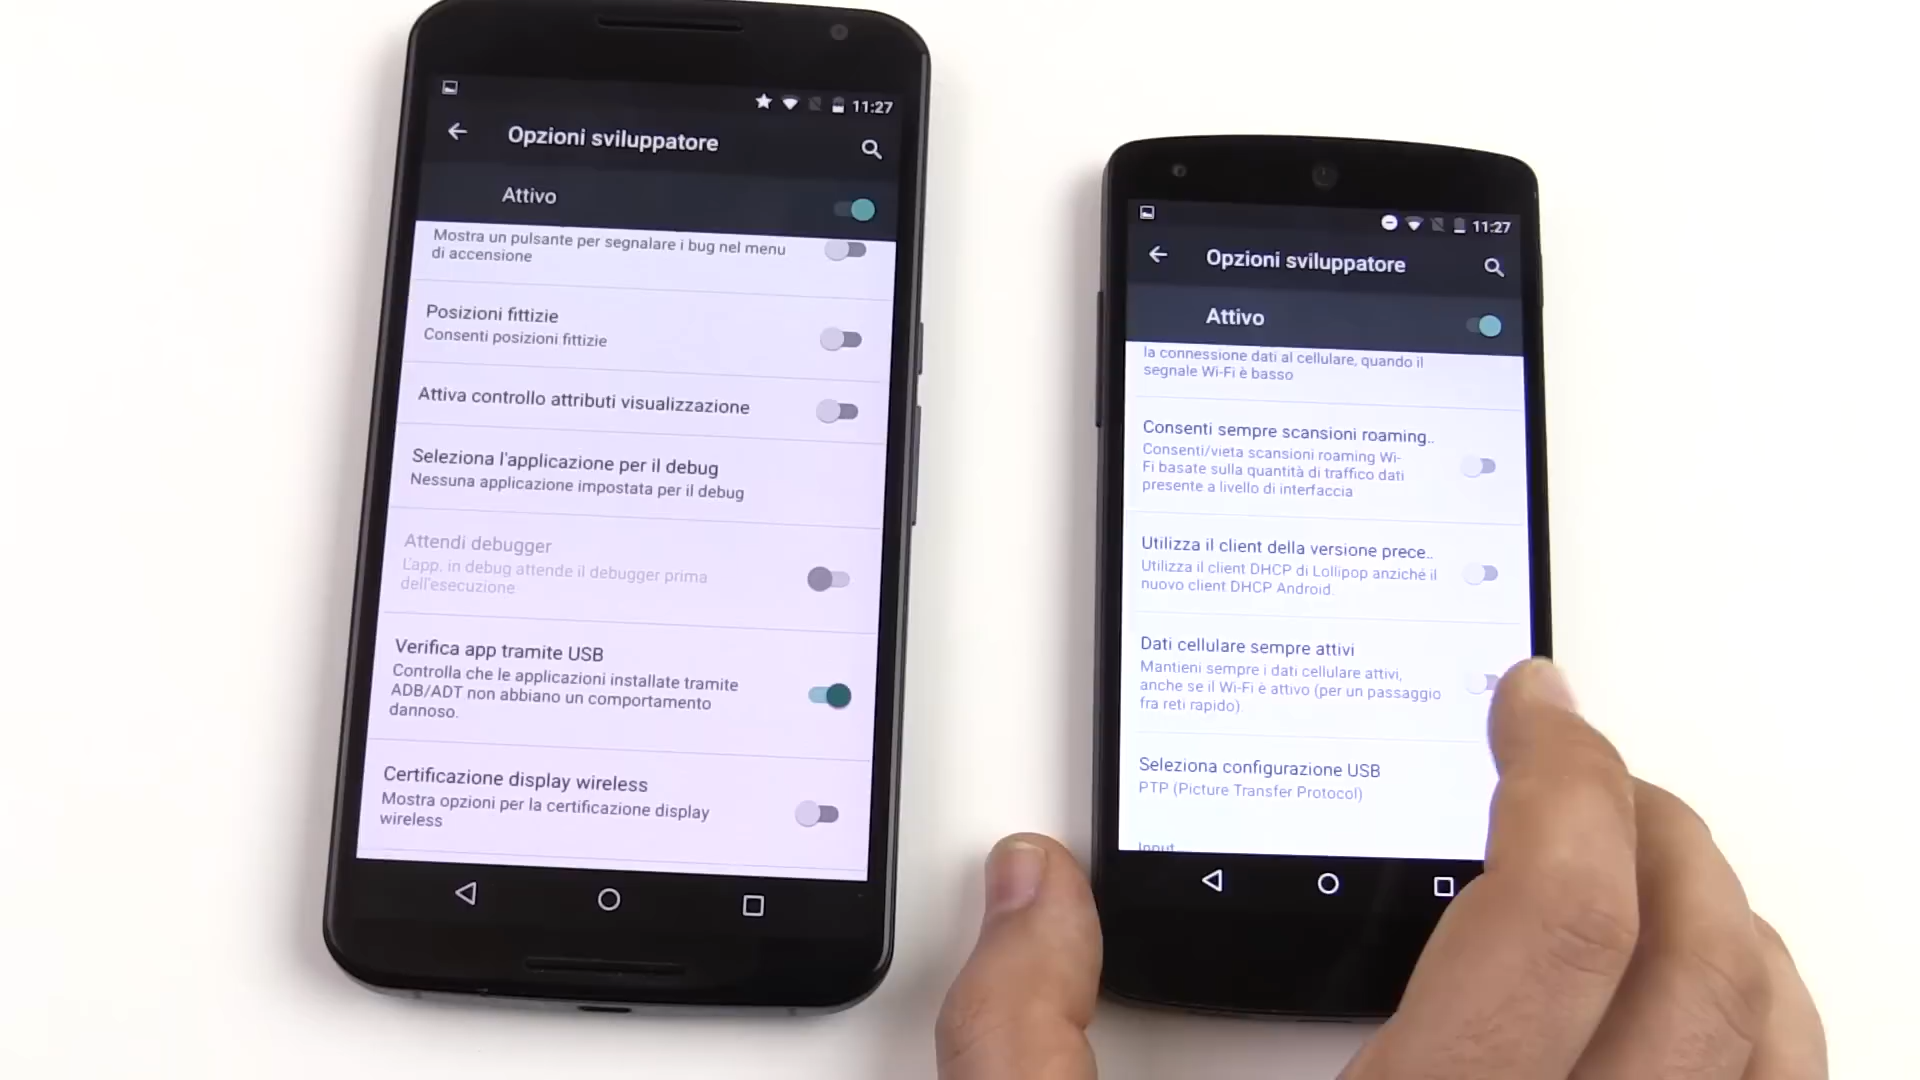 11:27
Opzioni sviluppatore
Attivo
Mostra un pulsante per segnalare i bug nel menu
di accensione
Posizioni fittizie
Consenti posizioni fittizie
Attiva controllo attributi visualizzazione
Seleziona l'applicazione per il debug
Nessuna applicazione impostata per il debug
Attendi debugger
L'app. in debug attende il debugger prima
dell'esecuzione
Verifica app tramite USB
Controlla che le applicazioni installate tramite
ADB/ADT non abbiano un comportamento
dannoso.
Certificazione display wireless
Mostra opzioni per la certificazione display
wireless
11:27
Opzioni sviluppatore
Attivo
la connessione dati al cellulare, quando il
segnale Wi-Fi è basso
Consenti sempre scansioni roaming..
Consenti/vieta scansioni roaming Wi-
Fi basate sulla quantità di traffico dati
presente a livello di interfaccia
Utilizza il client della versione prece..
Utilizza il client DHCP di Lollipop anziché il
nuovo client DHCP Android.
Dati cellulare sempre attivi
Mantieni sempre i dati cellulare attivi,
anche se il Wi-Fi è attivo (per un passaggio
fra reti rapido).
Seleziona configurazione USB
PTP (Picture Transfer Protocol)
Input